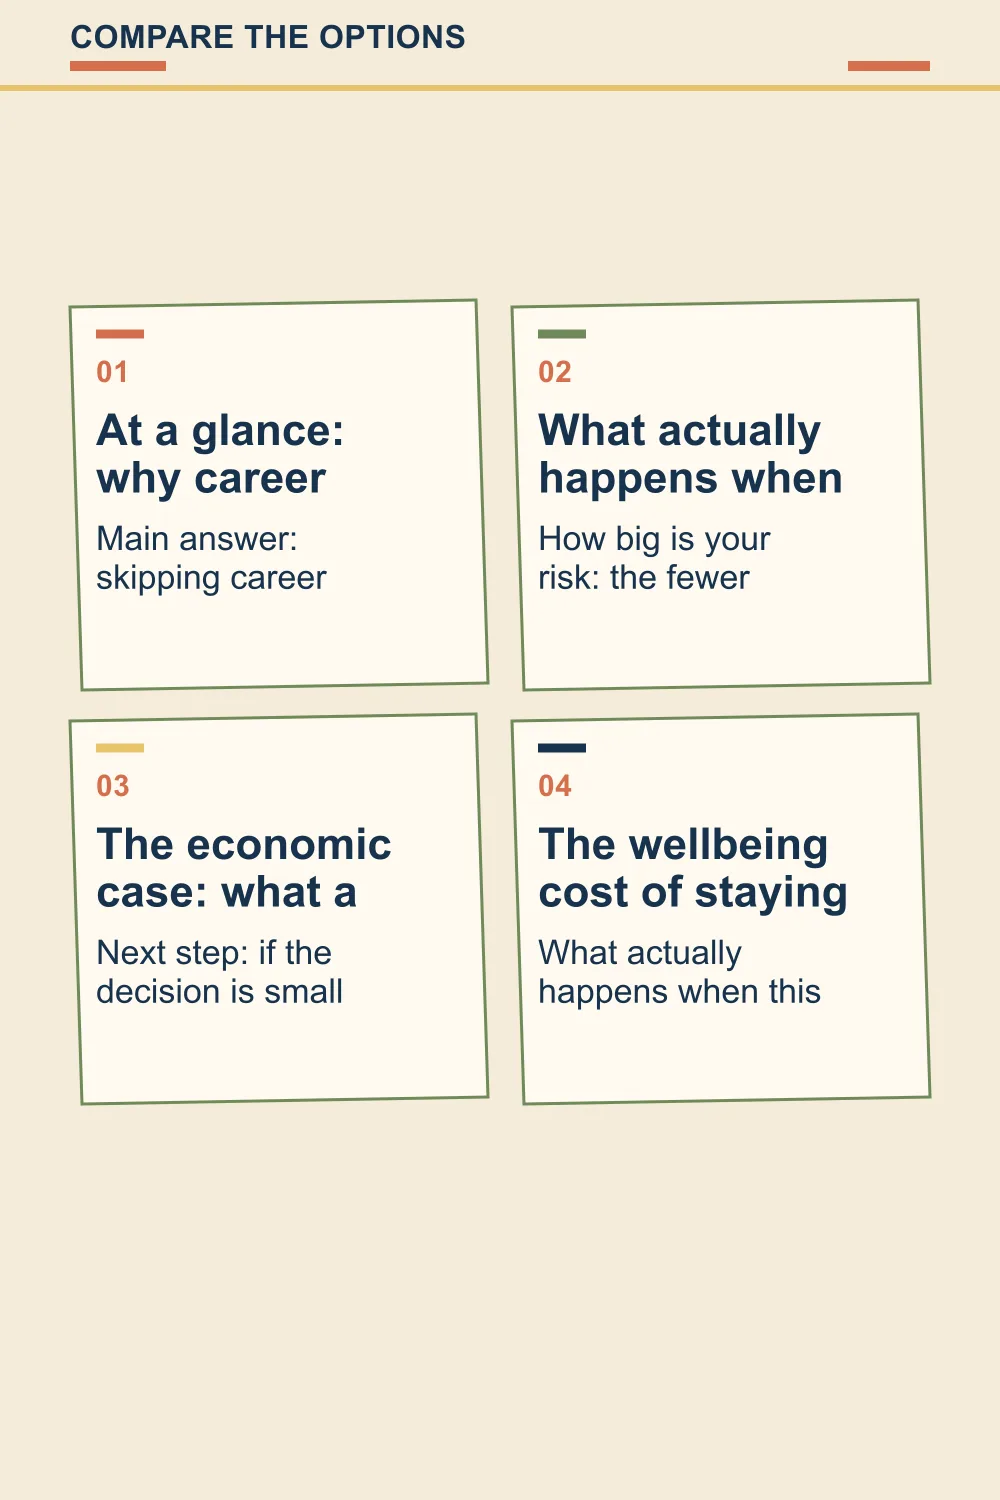 COMPARE THE OPTIONS
01
At a glance:
why career
Main answer:
skipping career
02
What actually
happens when
How big is your
risk: the fewer
03
The economic
case: what a
Next step: if the
decision is small
04
The wellbeing
cost of staying
What actually
happens when this